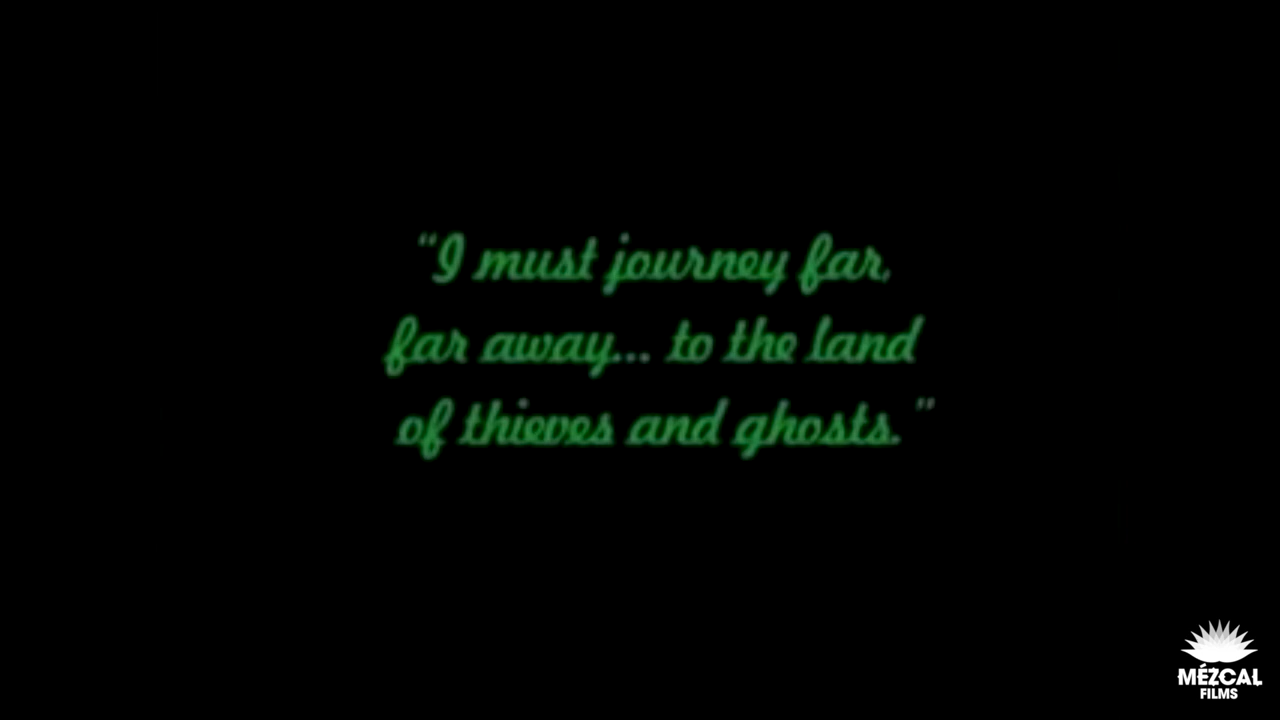 “I must journey far,
far away... to the land
of thieves and ghosts.”
MÉZCAL
FILMS